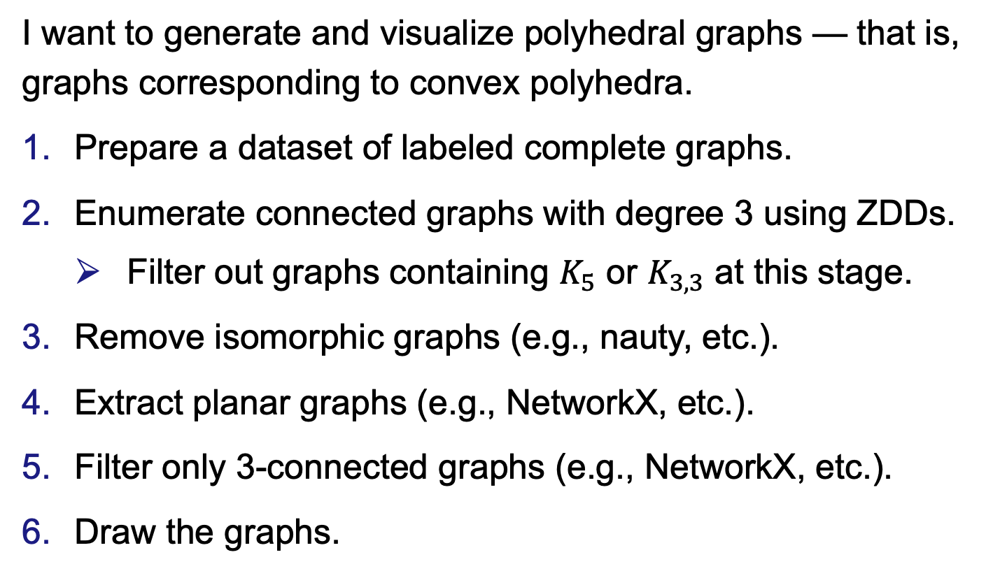 I want to generate and visualize polyhedral graphs — that is,
graphs corresponding to convex polyhedra.
1. Prepare a dataset of labeled complete graphs.
2. Enumerate connected graphs with degree 3 using ZDDs.
➢ Filter out graphs containing K₅ or K₃,₃ at this stage.
3. Remove isomorphic graphs (e.g., nauty, etc.).
4. Extract planar graphs (e.g., NetworkX, etc.).
5. Filter only 3-connected graphs (e.g., NetworkX, etc.).
6. Draw the graphs.